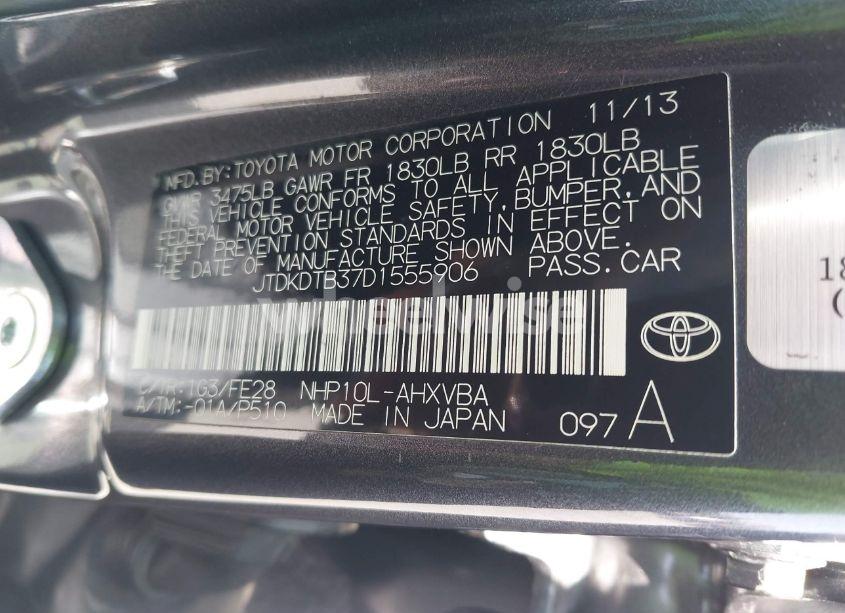 MFD. BY: TOYOTA MOTOR CORPORATION 11/13
GVWR 3475LB GAWR FR 1830LB RR 1830LB
THIS VEHICLE CONFORMS TO ALL APPLICABLE
FEDERAL MOTOR VEHICLE SAFETY, BUMPER, AND
THEFT PREVENTION STANDARDS IN EFFECT ON
THE DATE OF MANUFACTURE SHOWN ABOVE.
JTDKDTB37D1555906 PASS. CAR
wheelwise
C/TR: 1G3/FE28 NHP10L-AHXVBA
A/TM: -01A/P510 MADE IN JAPAN 097 A
18
(